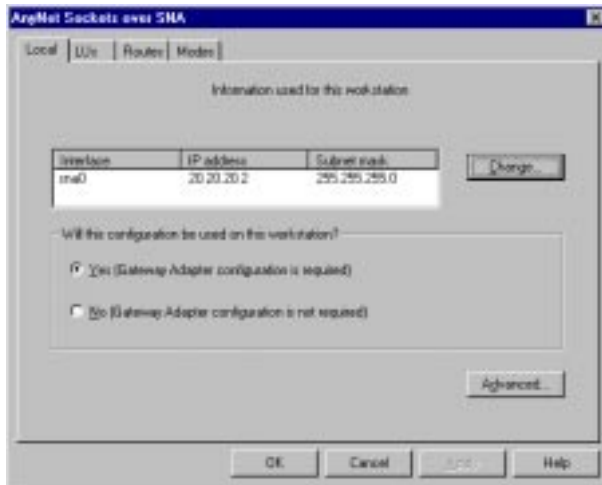 AnyNet Sockets over SNA
Local LUs Routes Modes
Information used for this workstation
Interface IP address Subnet mask
sna0 20.20.20.2 255.255.255.0
Change...
Will this configuration be used on this workstation?
Yes (Gateway Adapter configuration is required)
No (Gateway Adapter configuration is not required)
Advanced...
OK Cancel Help